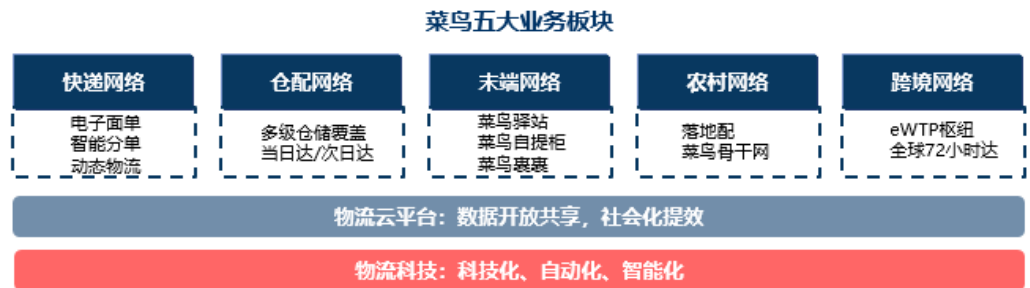 菜鸟五大业务板块
快递网络
仓配网络
末端网络
农村网络
跨境网络
电子面单
智能分单
动态物流
多级仓储覆盖
当日达/次日达
菜鸟驿站
菜鸟自提柜
菜鸟裹裹
落地配
菜鸟骨干网
eWTP枢纽
全球72小时达
物流云平台：数据开放共享，社会化提效
物流科技：科技化、自动化、智能化